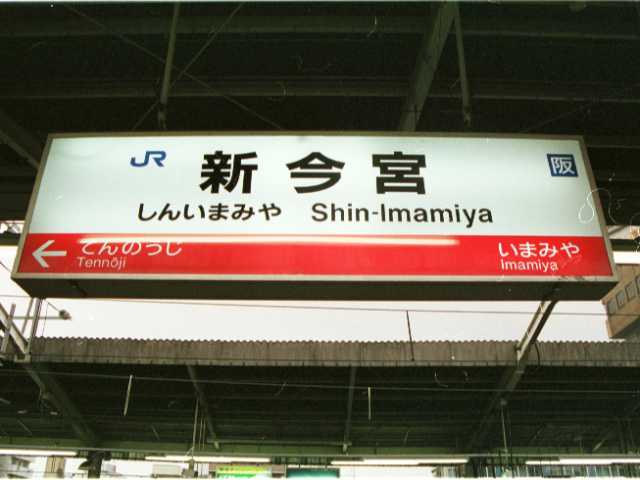 JR 新今宮 阪
しんいまみや Shin-Imamiya
てんのうじ いまみや
Tennōji Imamiya